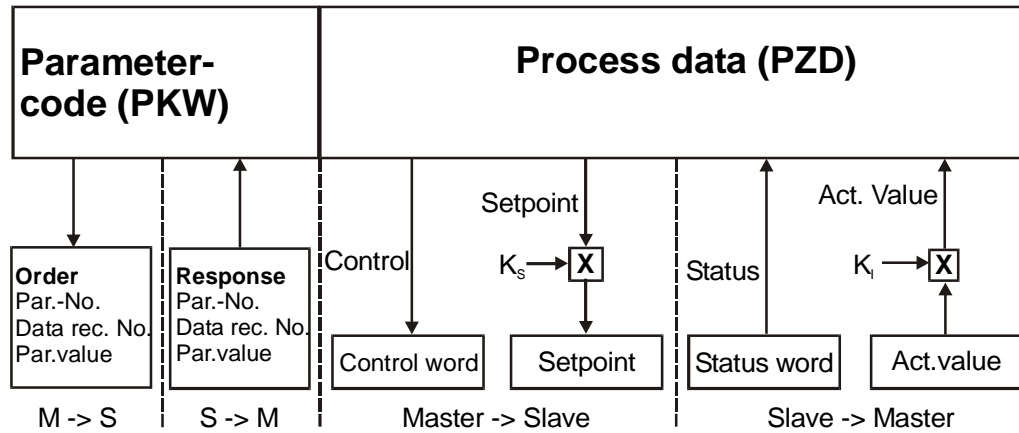 Parameter-
code (PKW)
Process data (PZD)
Control
Setpoint
Kₛ
X
Status
Act. Value
Kᵢ
X
Order
Par.-No.
Data rec. No.
Par.value
Response
Par.-No.
Data rec. No.
Par.value
Control word
Setpoint
Status word
Act.value
M -> S
S -> M
Master -> Slave
Slave -> Master